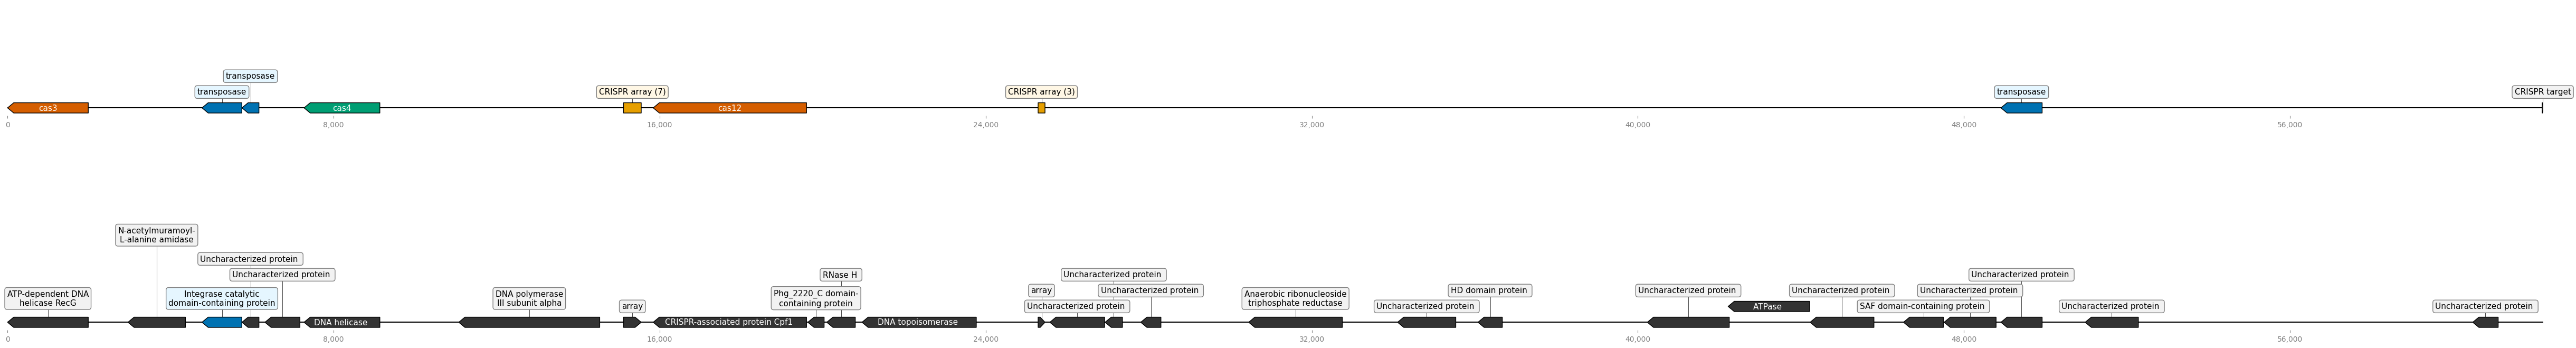 transposase
transposase
CRISPR array (7)
CRISPR array (3)
transposase
CRISPR target
cas3
cas4
cas12
0
8,000
16,000
24,000
32,000
40,000
48,000
56,000
N-acetylmuramoyl-
L-alanine amidase
Uncharacterized protein
Uncharacterized protein
RNase H
Uncharacterized protein
Uncharacterized protein
ATP-dependent DNA
helicase RecG
Integrase catalytic
domain-containing protein
DNA polymerase
III subunit alpha
array
Phg_2220_C domain-
containing protein
array
Uncharacterized protein
Uncharacterized protein
Anaerobic ribonucleoside
triphosphate reductase
Uncharacterized protein
HD domain protein
Uncharacterized protein
ATPase
Uncharacterized protein
SAF domain-containing protein
Uncharacterized protein
Uncharacterized protein
Uncharacterized protein
DNA helicase
CRISPR-associated protein Cpf1
DNA topoisomerase
0
8,000
16,000
24,000
32,000
40,000
48,000
56,000